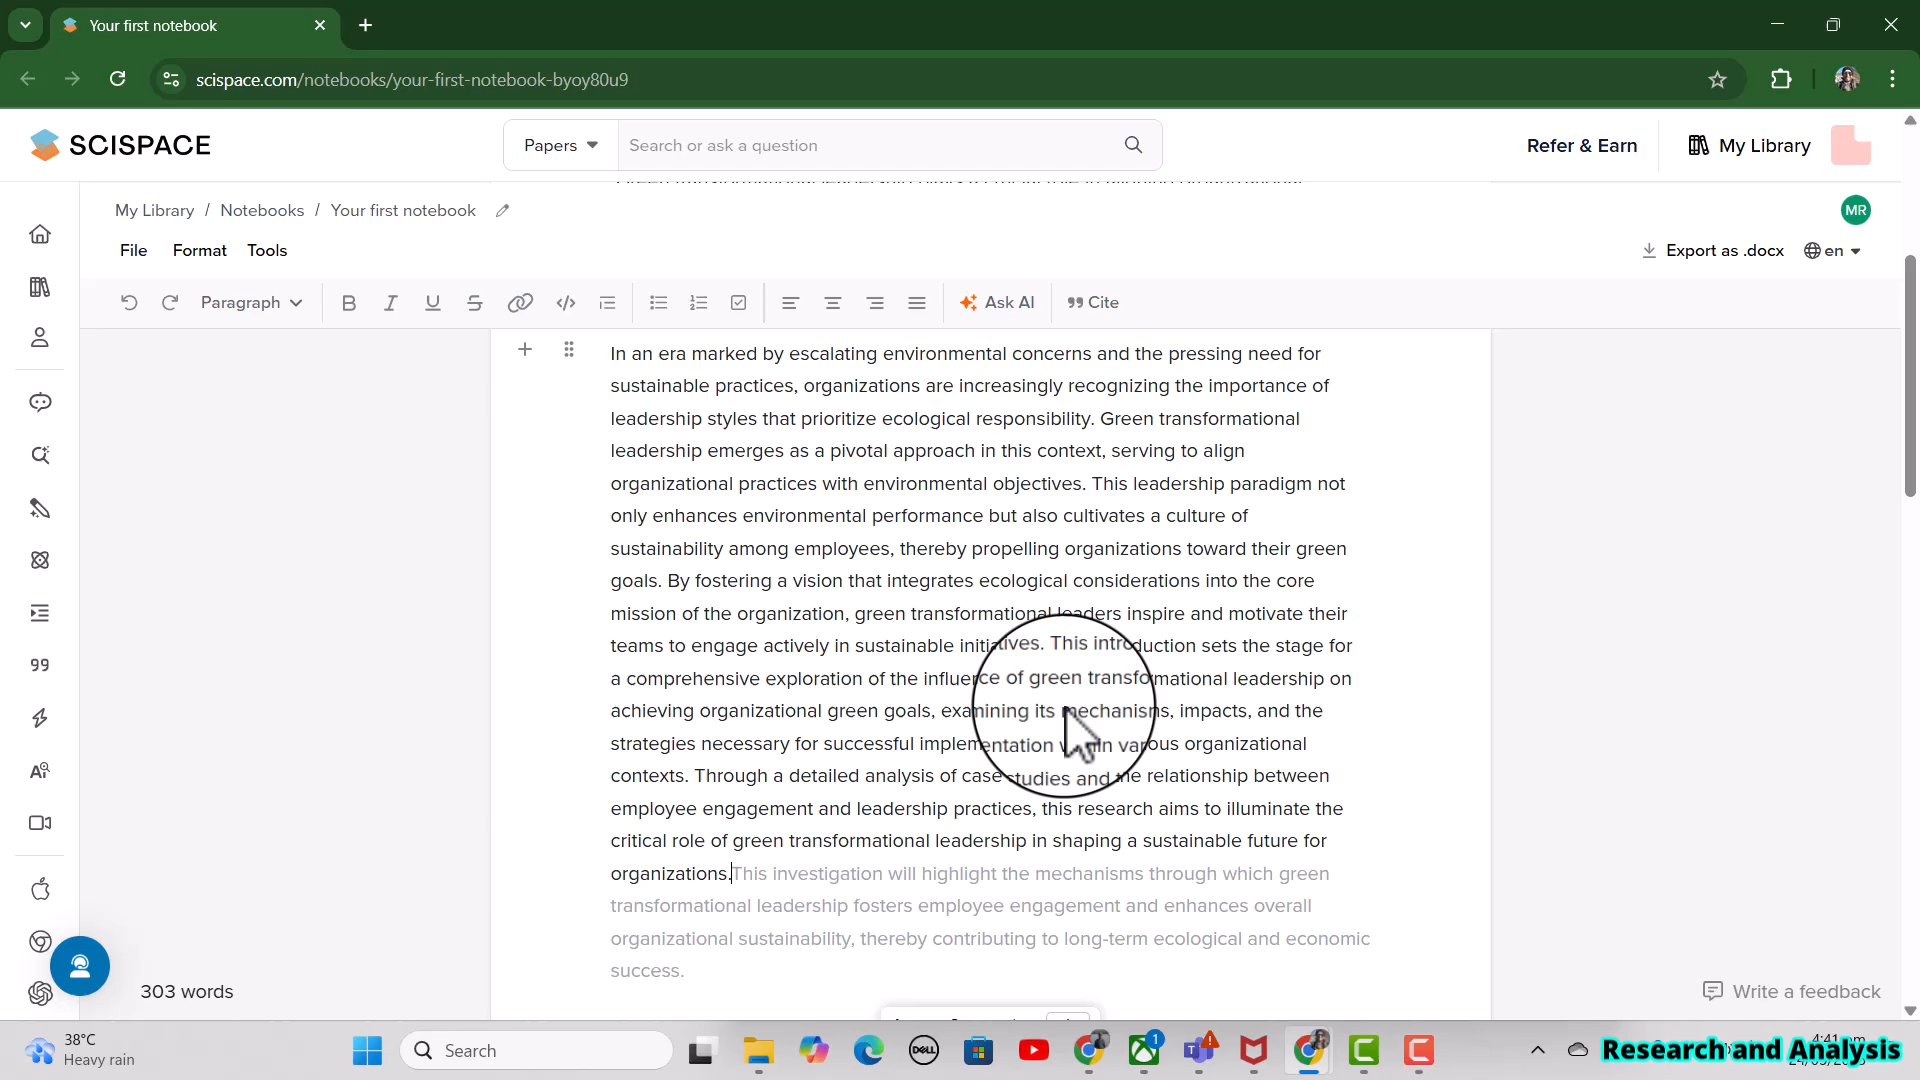 Your first notebook
scispace.com/notebooks/your-first-notebook-byoy80u9
SCISPACE
Papers
Search or ask a question
Refer & Earn
My Library
My Library / Notebooks / Your first notebook
MR
File Format Tools
Export as .docx
en
Paragraph
Ask AI
Cite
In an era marked by escalating environmental concerns and the pressing need for
sustainable practices, organizations are increasingly recognizing the importance of
leadership styles that prioritize ecological responsibility. Green transformational
leadership emerges as a pivotal approach in this context, serving to align
organizational practices with environmental objectives. This leadership paradigm not
only enhances environmental performance but also cultivates a culture of
sustainability among employees, thereby propelling organizations toward their green
goals. By fostering a vision that integrates ecological considerations into the core
mission of the organization, green transformational leaders inspire and motivate their
teams to engage actively in sustainable initiatives. This introduction sets the stage for
a comprehensive exploration of the influence of green transformational leadership on
achieving organizational green goals, examining its mechanisms, impacts, and the
strategies necessary for successful implementation within various organizational
contexts. Through a detailed analysis of case studies and the relationship between
employee engagement and leadership practices, this research aims to illuminate the
critical role of green transformational leadership in shaping a sustainable future for
organizations. This investigation will highlight the mechanisms through which green
transformational leadership fosters employee engagement and enhances overall
organizational sustainability, thereby contributing to long-term ecological and economic
success.
303 words
Write a feedback
38°C
Heavy rain
Search
DELL
1
Research and Analysis